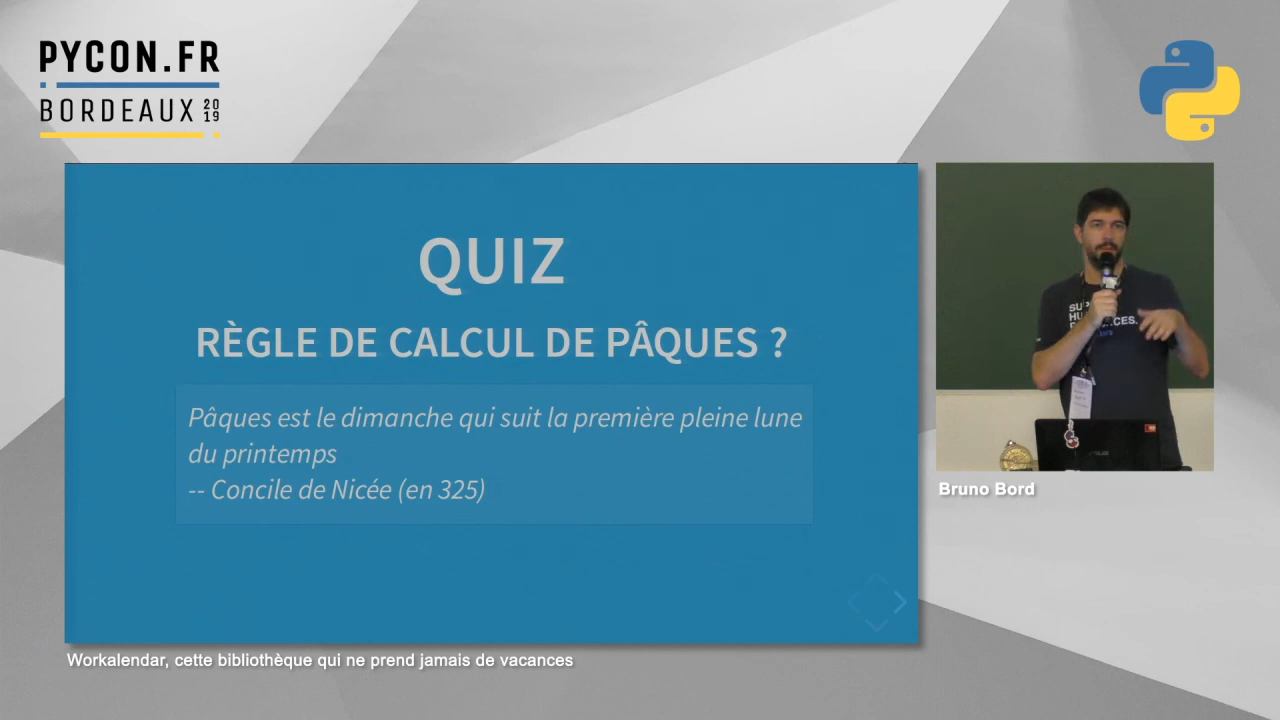 PYCON.FR
BORDEAUX 2019
QUIZ
RÈGLE DE CALCUL DE PÂQUES ?
Pâques est le dimanche qui suit la première pleine lune
du printemps
-- Concile de Nicée (en 325)
Bruno Bord
Workalendar, cette bibliothèque qui ne prend jamais de vacances